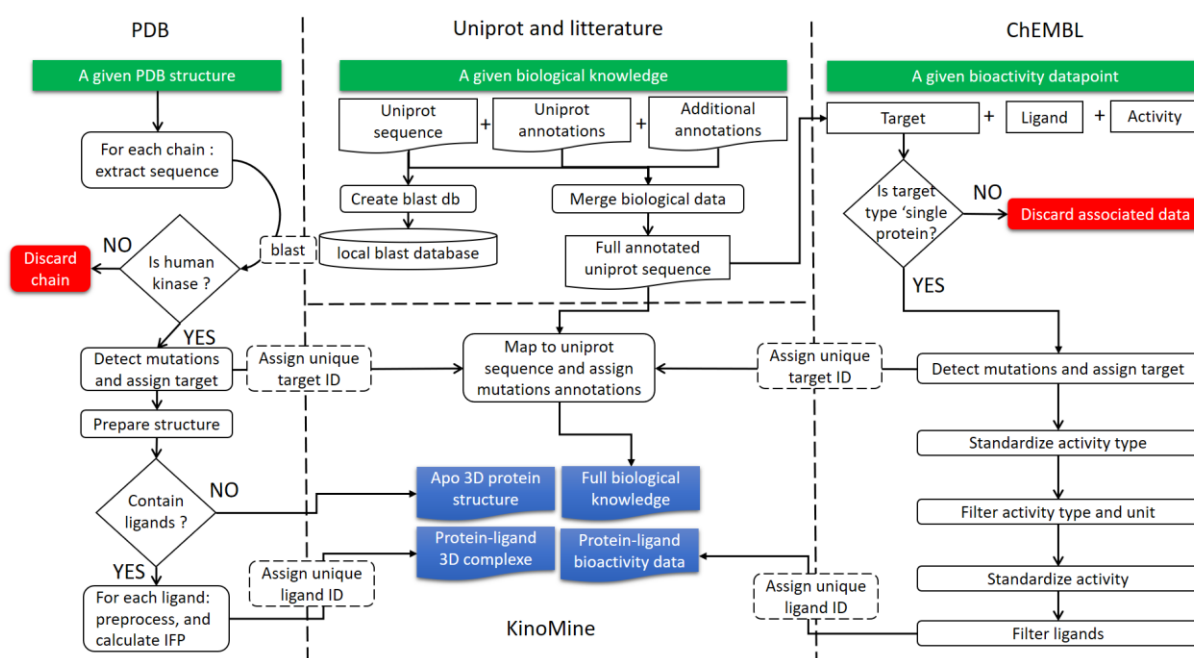 PDB
Uniprot and litterature
ChEMBL
A given PDB structure
A given biological knowledge
A given bioactivity datapoint
Uniprot
sequence
+
Uniprot
annotations
+
Additional
annotations
Target
+
Ligand
+
Activity
For each chain :
extract sequence
Create blast db
Merge biological data
Is target
type ‘single
protein?
NO
Discard associated data
blast
local blast database
Full annotated
uniprot sequence
NO
Discard
chain
Is human
kinase ?
YES
YES
Detect mutations
and assign target
Assign unique
target ID
Map to uniprot
sequence and assign
mutations annotations
Assign unique
target ID
Detect mutations and assign target
Prepare structure
Standardize activity type
Contain
ligands ?
NO
Apo 3D protein
structure
Full biological
knowledge
Filter activity type and unit
Protein-ligand
3D complexe
Protein-ligand
bioactivity data
YES
Assign unique
ligand ID
Assign unique
ligand ID
Standardize activity
For each ligand:
preprocess, and
calculate IFP
KinoMine
Filter ligands